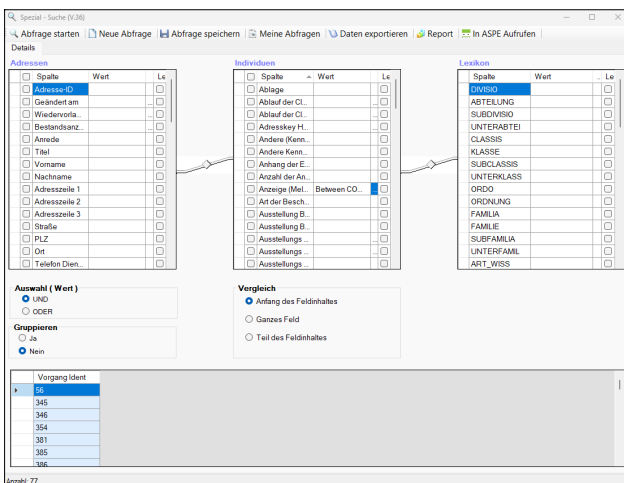 Spezial - Suche (V.36)
Abfrage starten Neue Abfrage Abfrage speichern Meine Abfragen Daten exportieren Report In ASPE Aufrufen
Details
Adressen Individuen Lexikon
Spalte Wert Le Spalte Wert Le Spalte Wert .. Le
Adresse-ID Ablage DIVISIO
Geändert am ... Ablauf der Cl... ... ABTEILUNG
Wiedervorla... ... Ablauf der Cl... ... SUBDIVISIO
Bestandsanz... ... Adresskey H... UNTERABTEI
Anrede Andere (Kenn... CLASSIS
Titel Andere Kenn... KLASSE
Vorname Anhang der E... SUBCLASSIS
Nachname Anzahl der An... UNTERKLASS
Adresszeile 1 Anzeige (Mel... Between CO... ... ORDO
Adresszeile 2 Art der Besch... ORDNUNG
Adresszeile 3 Ausstellung B... FAMILIA
Straße Ausstellung B... FAMILIE
PLZ Ausstellungs ... ... SUBFAMILIA
Ort Ausstellungs ... UNTERFAMIL
Telefon Dien... Ausstellungs ... ART_WISS
Auswahl ( Wert ) Vergleich
UND Anfang des Feldinhaltes
ODER Ganzes Feld
Gruppieren
Ja Teil des Feldinhaltes
Nein
Vorgang Ident
56
345
346
354
381
385
386
Anzahl: 77